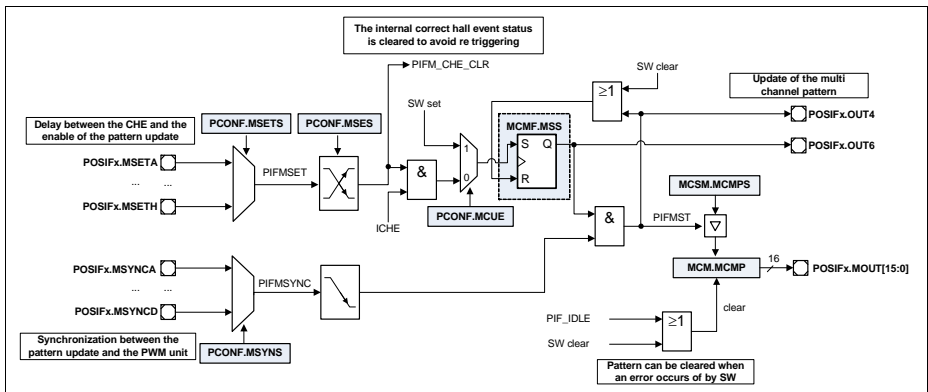 The internal correct hall event status
is cleared to avoid re triggering
PIFM_CHE_CLR
SW clear
≥1
Update of the multi
channel pattern
SW set
POSIFx.OUT4
Delay between the CHE and the
enable of the pattern update
PCONF.MSETS
PCONF.MSES
MCMF.MSS
POSIFx.OUT6
1
S Q
POSIFx.MSETA
PIFMSET
&
R
... ...
0
MCSM.MCMPS
POSIFx.MSETH
PCONF.MCUE
&
PIFMST
ICHE
POSIFx.MSYNCA
MCM.MCMP
16
POSIFx.MOUT[15:0]
PIFMSYNC
... ...
POSIFx.MSYNCD
clear
PIF_IDLE
≥1
Synchronization between the
pattern update and the PWM unit
PCONF.MSYNS
SW clear
Pattern can be cleared when
an error occurs of by SW